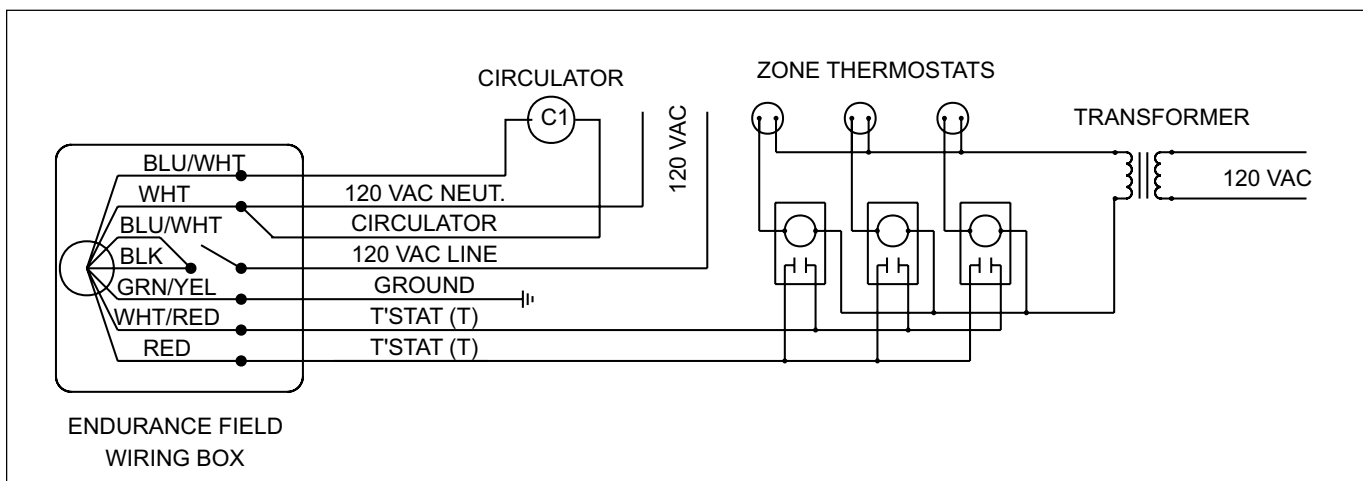 CIRCULATOR
C1
120 VAC
ZONE THERMOSTATS
TRANSFORMER
120 VAC
BLU/WHT
WHT
120 VAC NEUT.
BLU/WHT
CIRCULATOR
BLK
120 VAC LINE
GRN/YEL
GROUND
WHT/RED
T'STAT (T)
RED
T'STAT (T)
ENDURANCE FIELD
WIRING BOX